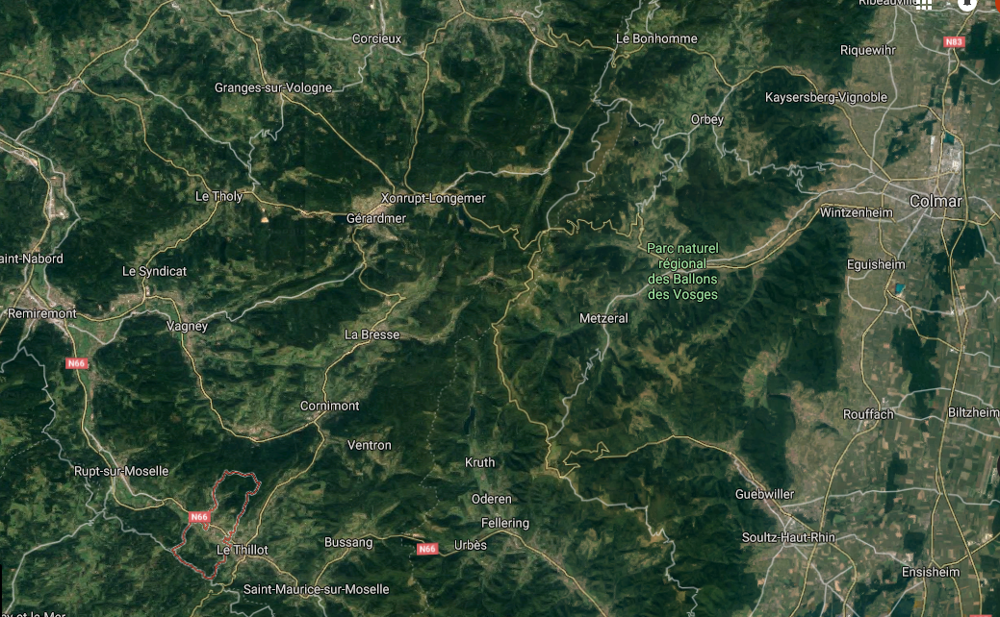 Ribeauvillé
Corcieux
Le Bonhomme
N83
Riquewihr
Granges-sur-Vologne
Kaysersberg-Vignoble
Orbey
Le Tholy
Xonrupt-Longemer
Colmar
Gérardmer
Wintzenheim
Parc naturel
régional
des Ballons
des Vosges
aint-Nabord
Eguisheim
Le Syndicat
Remiremont
Vagney
Metzeral
La Bresse
N66
Cornimont
Rouffach
Biltzheim
Ventron
Rupt-sur-Moselle
Kruth
Oderen
Guebwiller
N66
Fellering
Soultz-Haut-Rhin
Le Thillot
Bussang
N66
Urbès
Ensisheim
Saint-Maurice-sur-Moselle